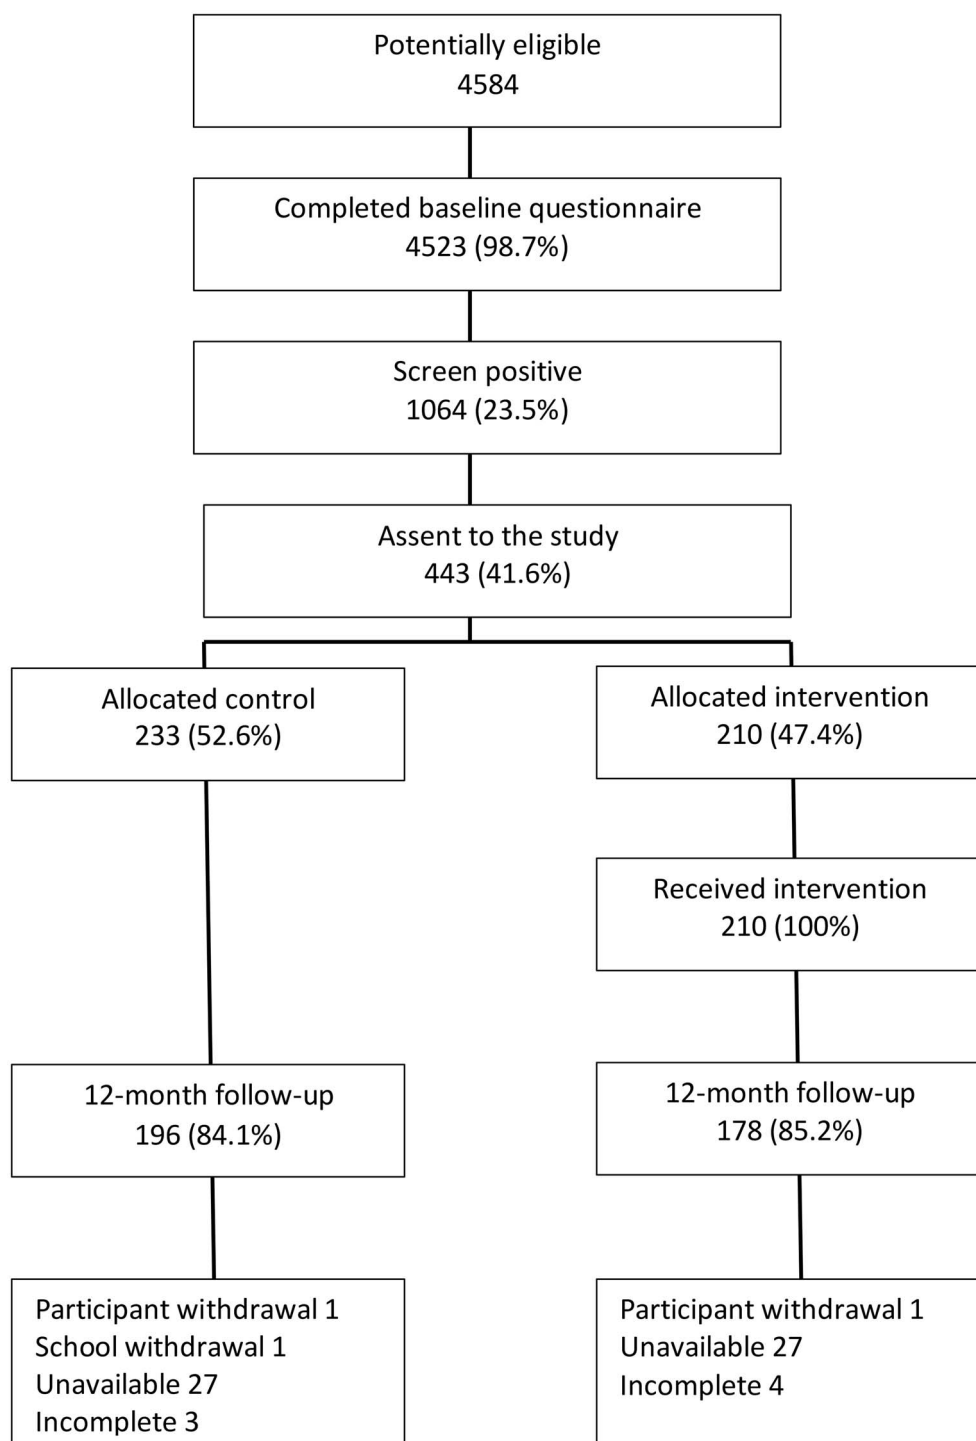 Potentially eligible
4584
Completed baseline questionnaire
4523 (98.7%)
Screen positive
1064 (23.5%)
Assent to the study
443 (41.6%)
Allocated control
233 (52.6%)
Allocated intervention
210 (47.4%)
Received intervention
210 (100%)
12-month follow-up
196 (84.1%)
12-month follow-up
178 (85.2%)
Participant withdrawal 1
School withdrawal 1
Unavailable 27
Incomplete 3
Participant withdrawal 1
Unavailable 27
Incomplete 4